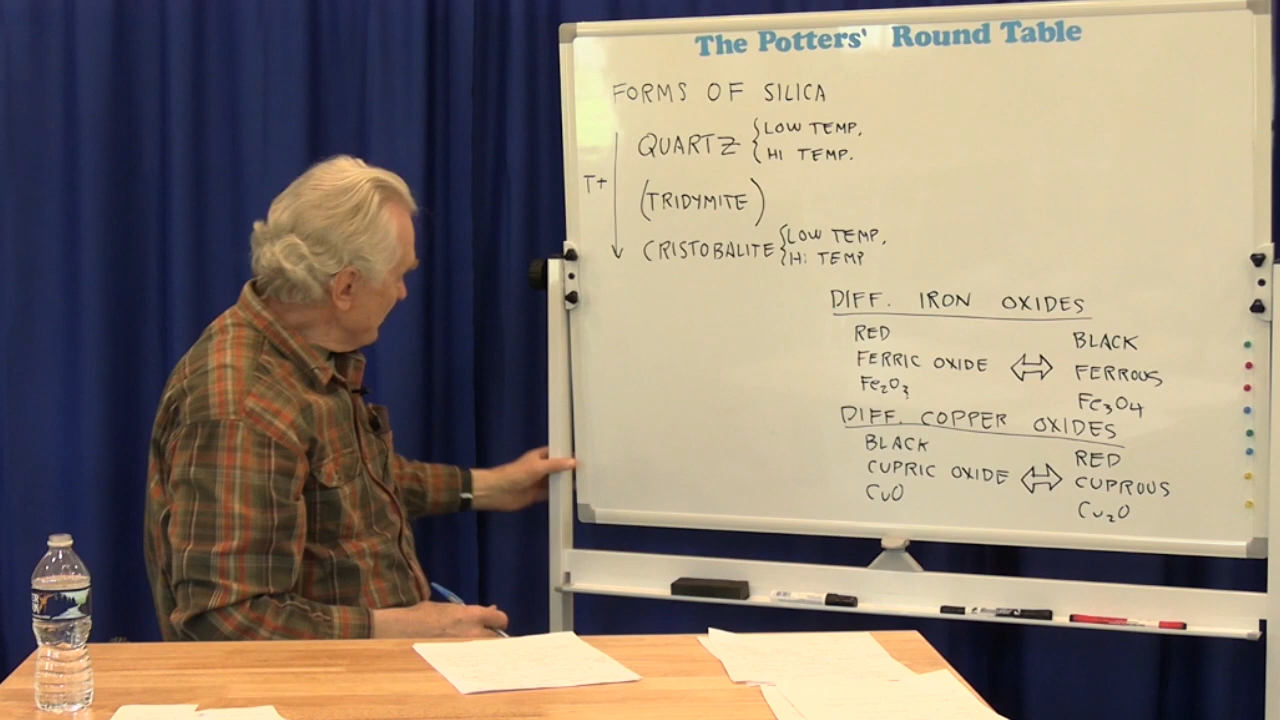 The Potters' Round Table
FORMS OF SILICA
QUARTZ { LOW TEMP.
HI TEMP.
T+
(TRIDYMITE)
CRISTOBALITE { LOW TEMP.
HI TEMP
DIFF. IRON OXIDES
RED
FERRIC OXIDE
Fe2O3
⇔
BLACK
FERROUS
Fe3O4
DIFF. COPPER OXIDES
BLACK
CUPRIC OXIDE
CuO
⇔
RED
CUPROUS
Cu2O